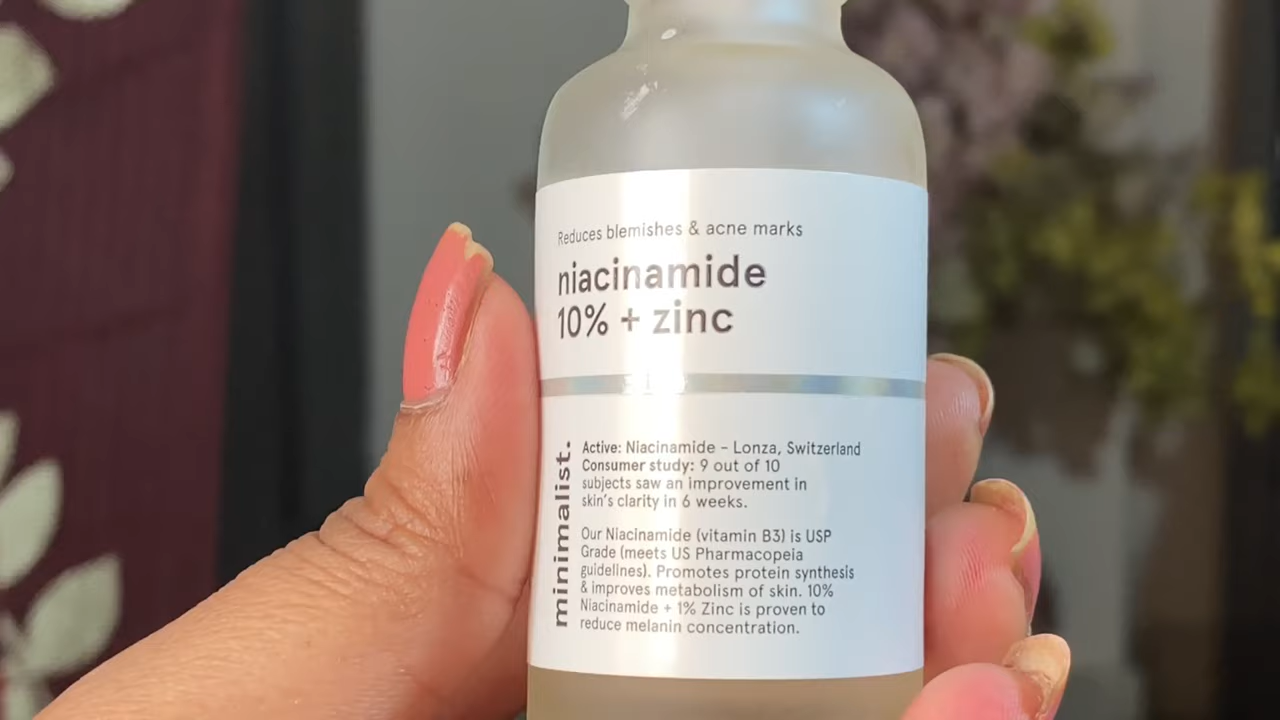 Reduces blemishes & acne marks
niacinamide
10% + zinc
minimalist.
Active: Niacinamide – Lonza, Switzerland
Consumer study: 9 out of 10
subjects saw an improvement in
skin's clarity in 6 weeks.
Our Niacinamide (vitamin B3) is USP
Grade (meets US Pharmacopeia
guidelines). Promotes protein synthesis
& improves metabolism of skin. 10%
Niacinamide + 1% Zinc is proven to
reduce melanin concentration.